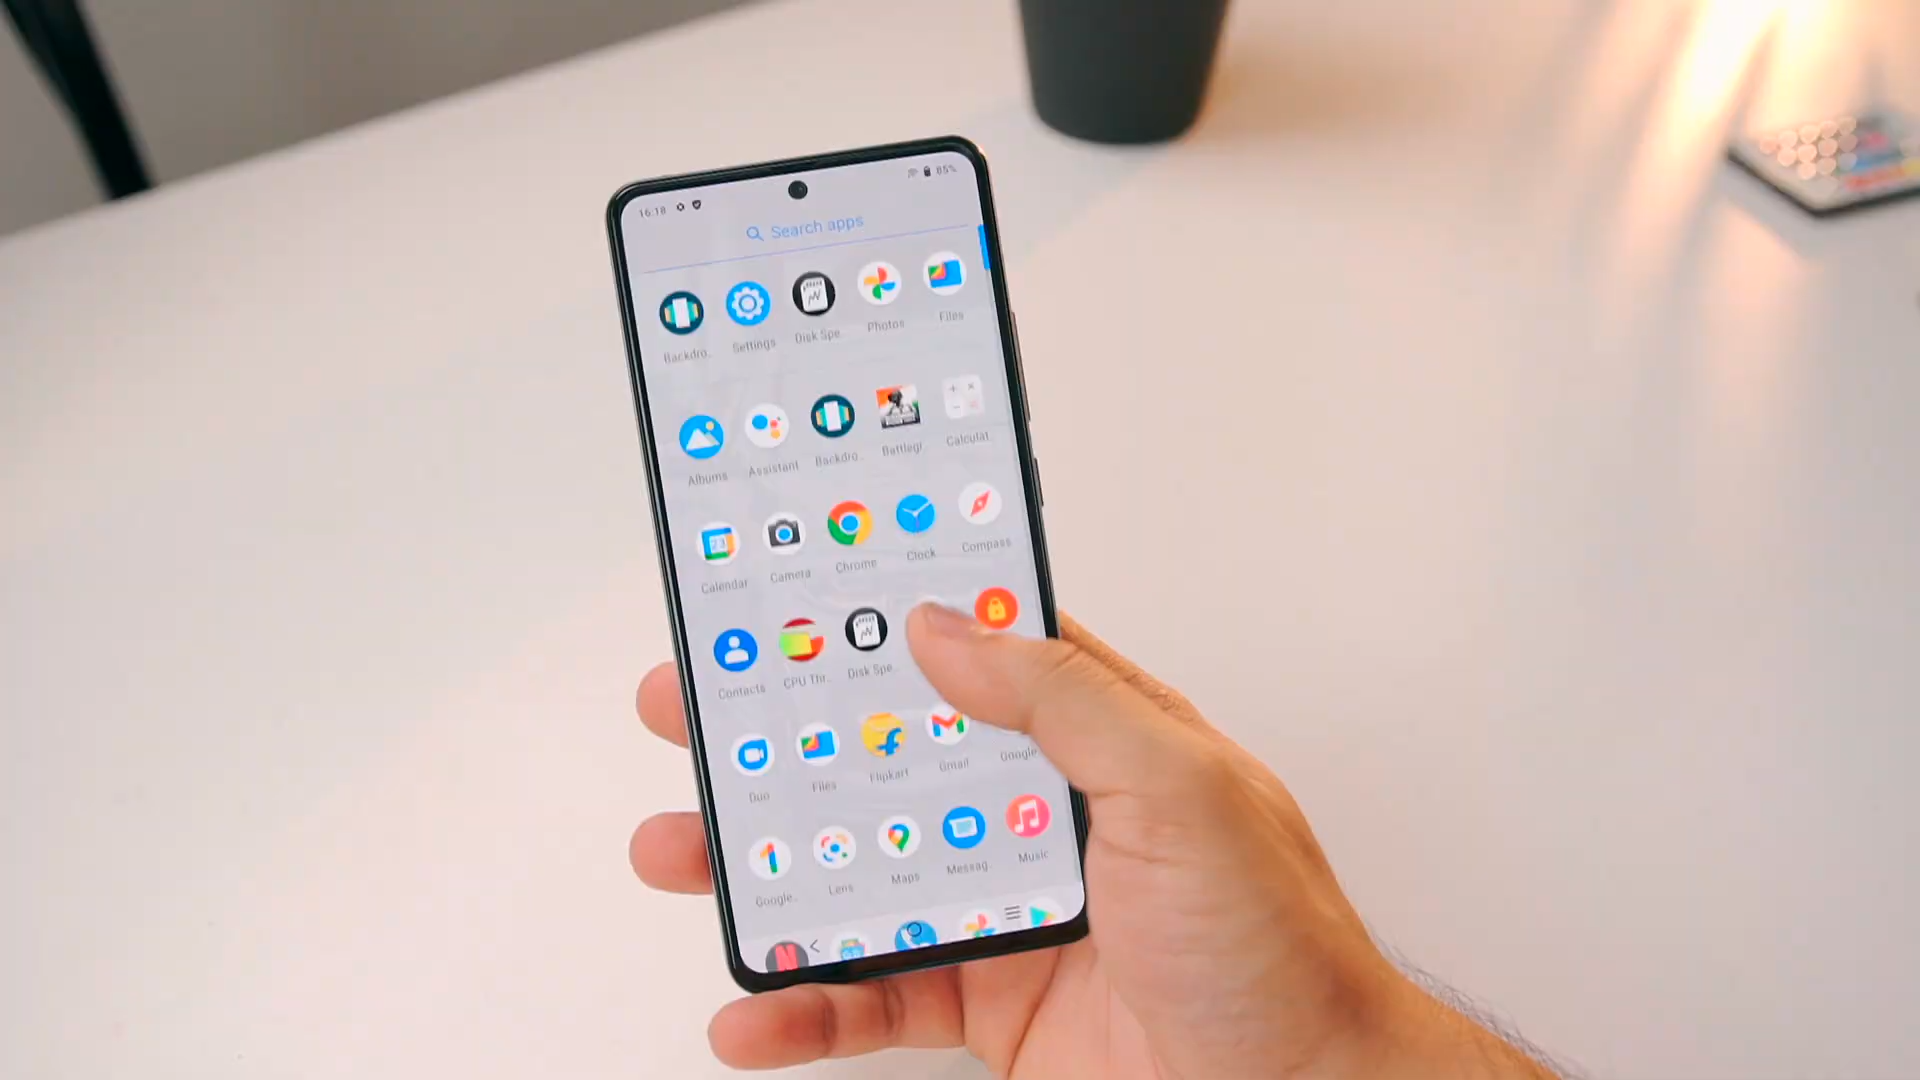 16:18 85%
Search apps
Backdro.. Settings Disk Spe.. Photos Files
Albums Assistant Backdro.. Battlegr.. Calculat..
23
Calendar Camera Chrome Clock Compass
Contacts CPU Thr.. Disk Spe..
Duo Files Flipkart Gmail Google..
Google.. Lens Maps Messag.. Music